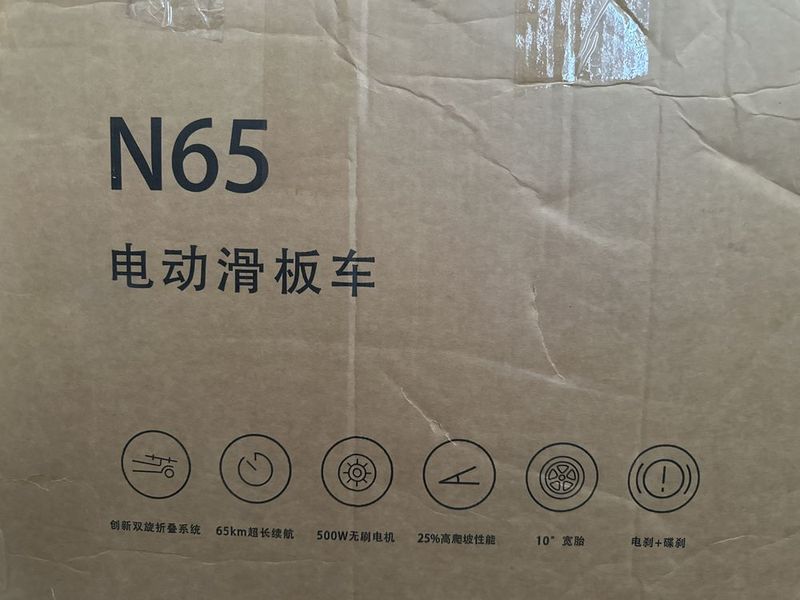 N65
电动滑板车
创新双旋折叠系统 65km超长续航 500W无刷电机 25%高爬坡性能 10" 宽胎 电刹+碟刹